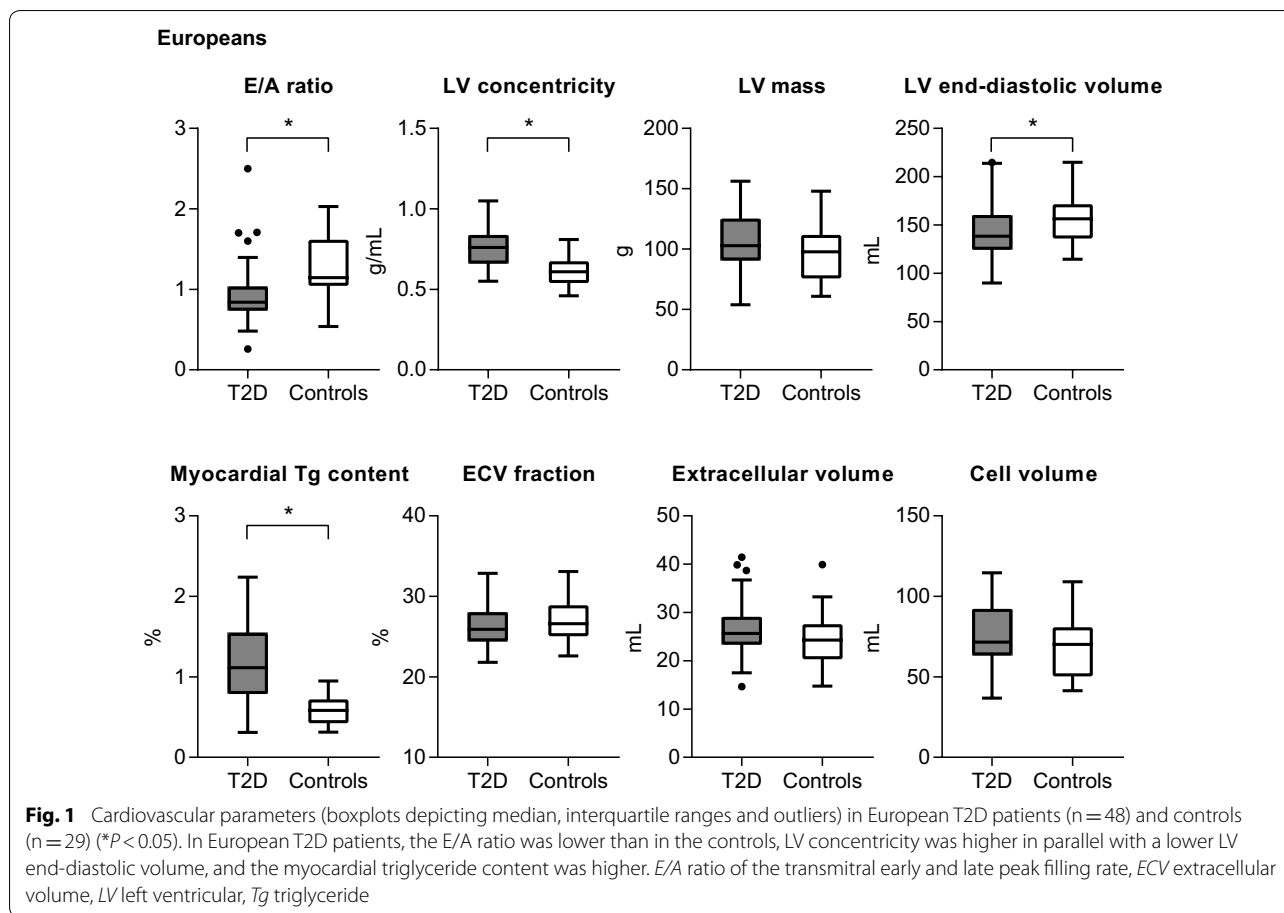 Europeans
E/A ratio
3
2
1
0
*
T2D Controls
LV concentricity
g/mL
1.5
1.0
0.5
0.0
*
T2D Controls
LV mass
g
200
150
100
50
0
T2D Controls
LV end-diastolic volume
mL
250
200
150
100
50
0
*
T2D Controls
Myocardial Tg content
%
3
2
1
0
*
T2D Controls
ECV fraction
%
40
30
20
10
T2D Controls
Extracellular volume
mL
50
40
30
20
10
0
T2D Controls
Cell volume
mL
150
100
50
0
T2D Controls
Fig. 1 Cardiovascular parameters (boxplots depicting median, interquartile ranges and outliers) in European T2D patients (n = 48) and controls
(n = 29) (*P < 0.05). In European T2D patients, the E/A ratio was lower than in the controls, LV concentricity was higher in parallel with a lower LV
end-diastolic volume, and the myocardial triglyceride content was higher. E/A ratio of the transmitral early and late peak filling rate, ECV extracellular
volume, LV left ventricular, Tg triglyceride